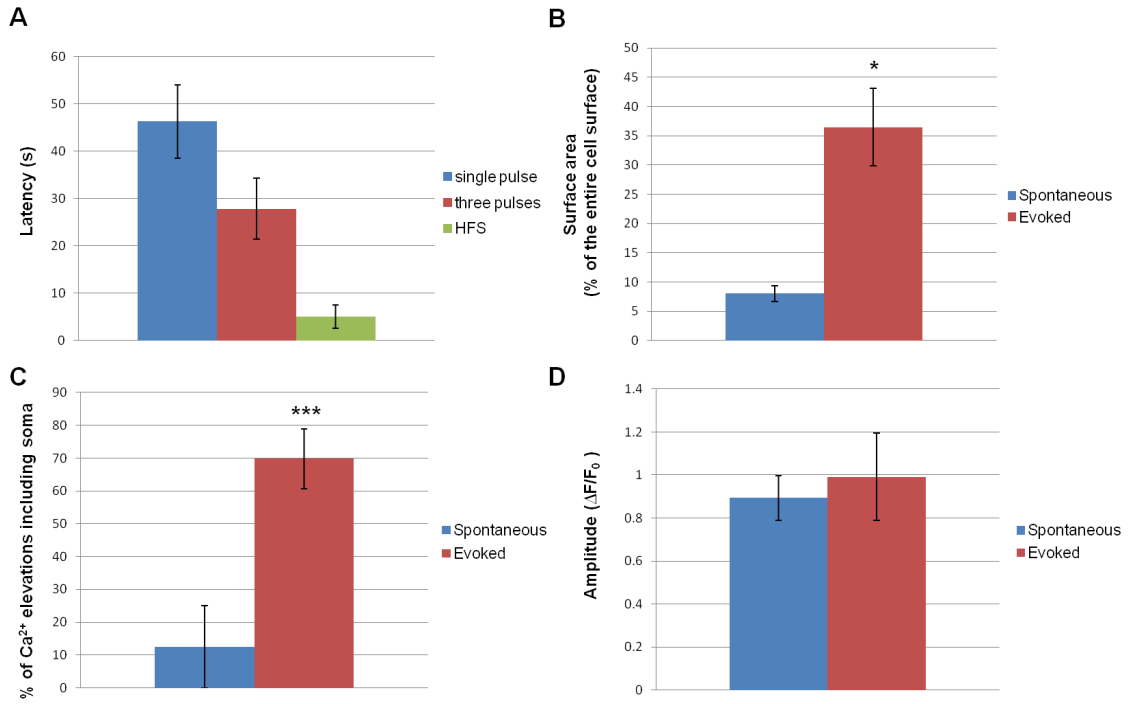 A
60
50
40
30
20
10
0
Latency (s)
single pulse
three pulses
HFS
B
50
45
40
35
30
25
20
15
10
5
0
Surface area
(% of the entire cell surface)
*
Spontaneous
Evoked
C
90
80
70
60
50
40
30
20
10
0
% of Ca²⁺ elevations including soma
***
Spontaneous
Evoked
D
1.4
1.2
1
0.8
0.6
0.4
0.2
0
Amplitude (ΔF/F₀)
Spontaneous
Evoked